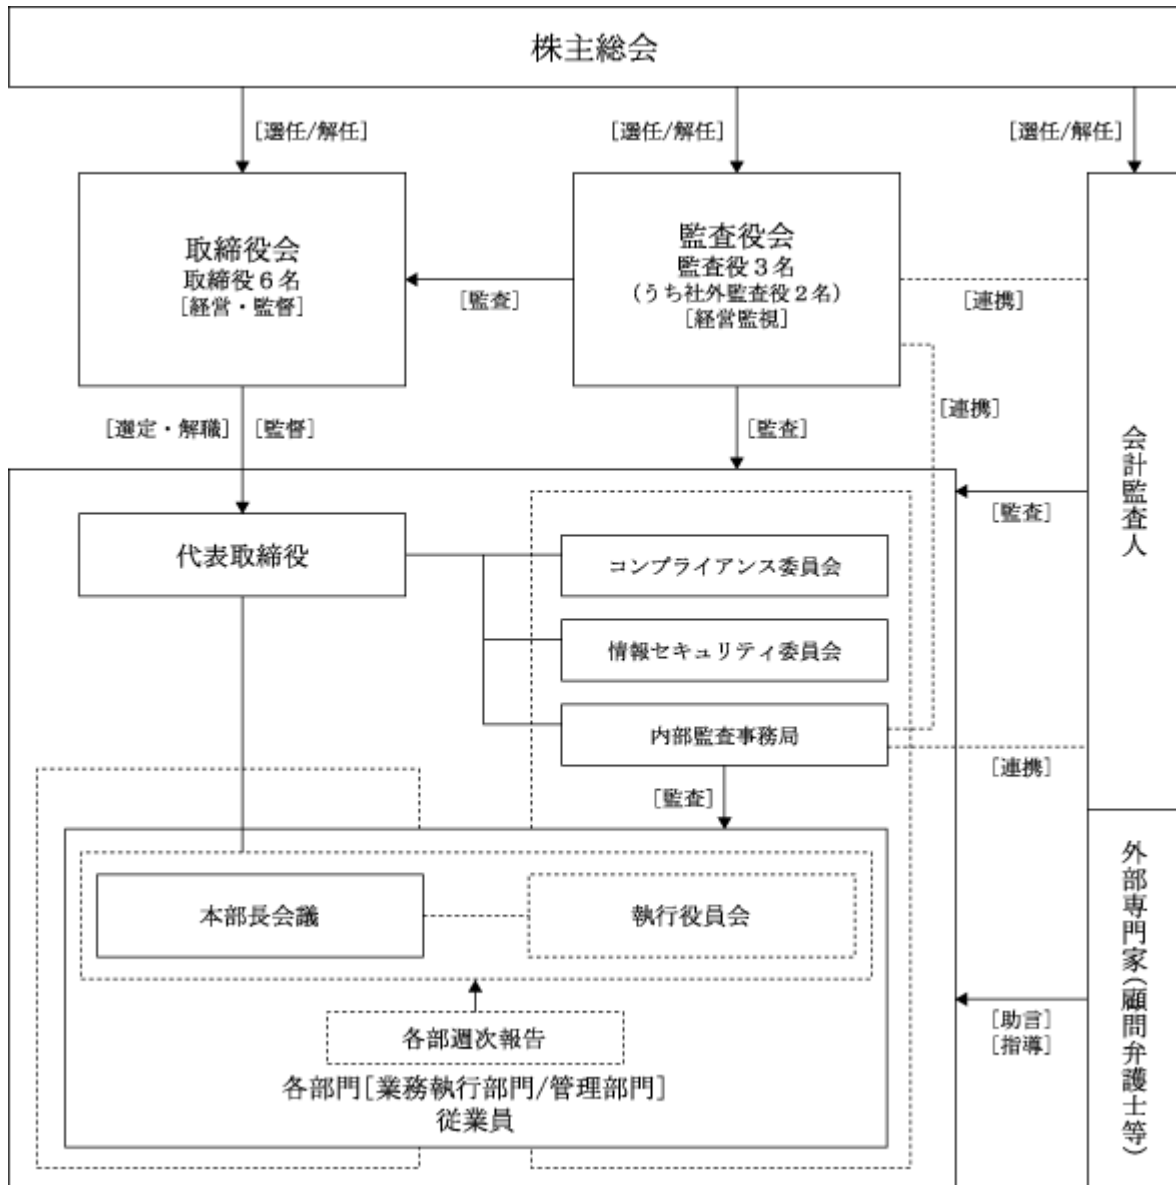 株主総会
[選任/解任]
[選任/解任]
[選任/解任]
取締役会
取締役６名
[経営・監督]
[監査]
監査役会
監査役３名
(うち社外監査役２名)
[経営監視]
[連携]
[連携]
[選定・解職]
[監督]
[監査]
会計監査人
[監査]
代表取締役
コンプライアンス委員会
情報セキュリティ委員会
内部監査事務局
[連携]
[監査]
本部長会議
執行役員会
各部週次報告
各部門[業務執行部門/管理部門]
従業員
[助言]
[指導]
外部専門家(顧問弁護士等)